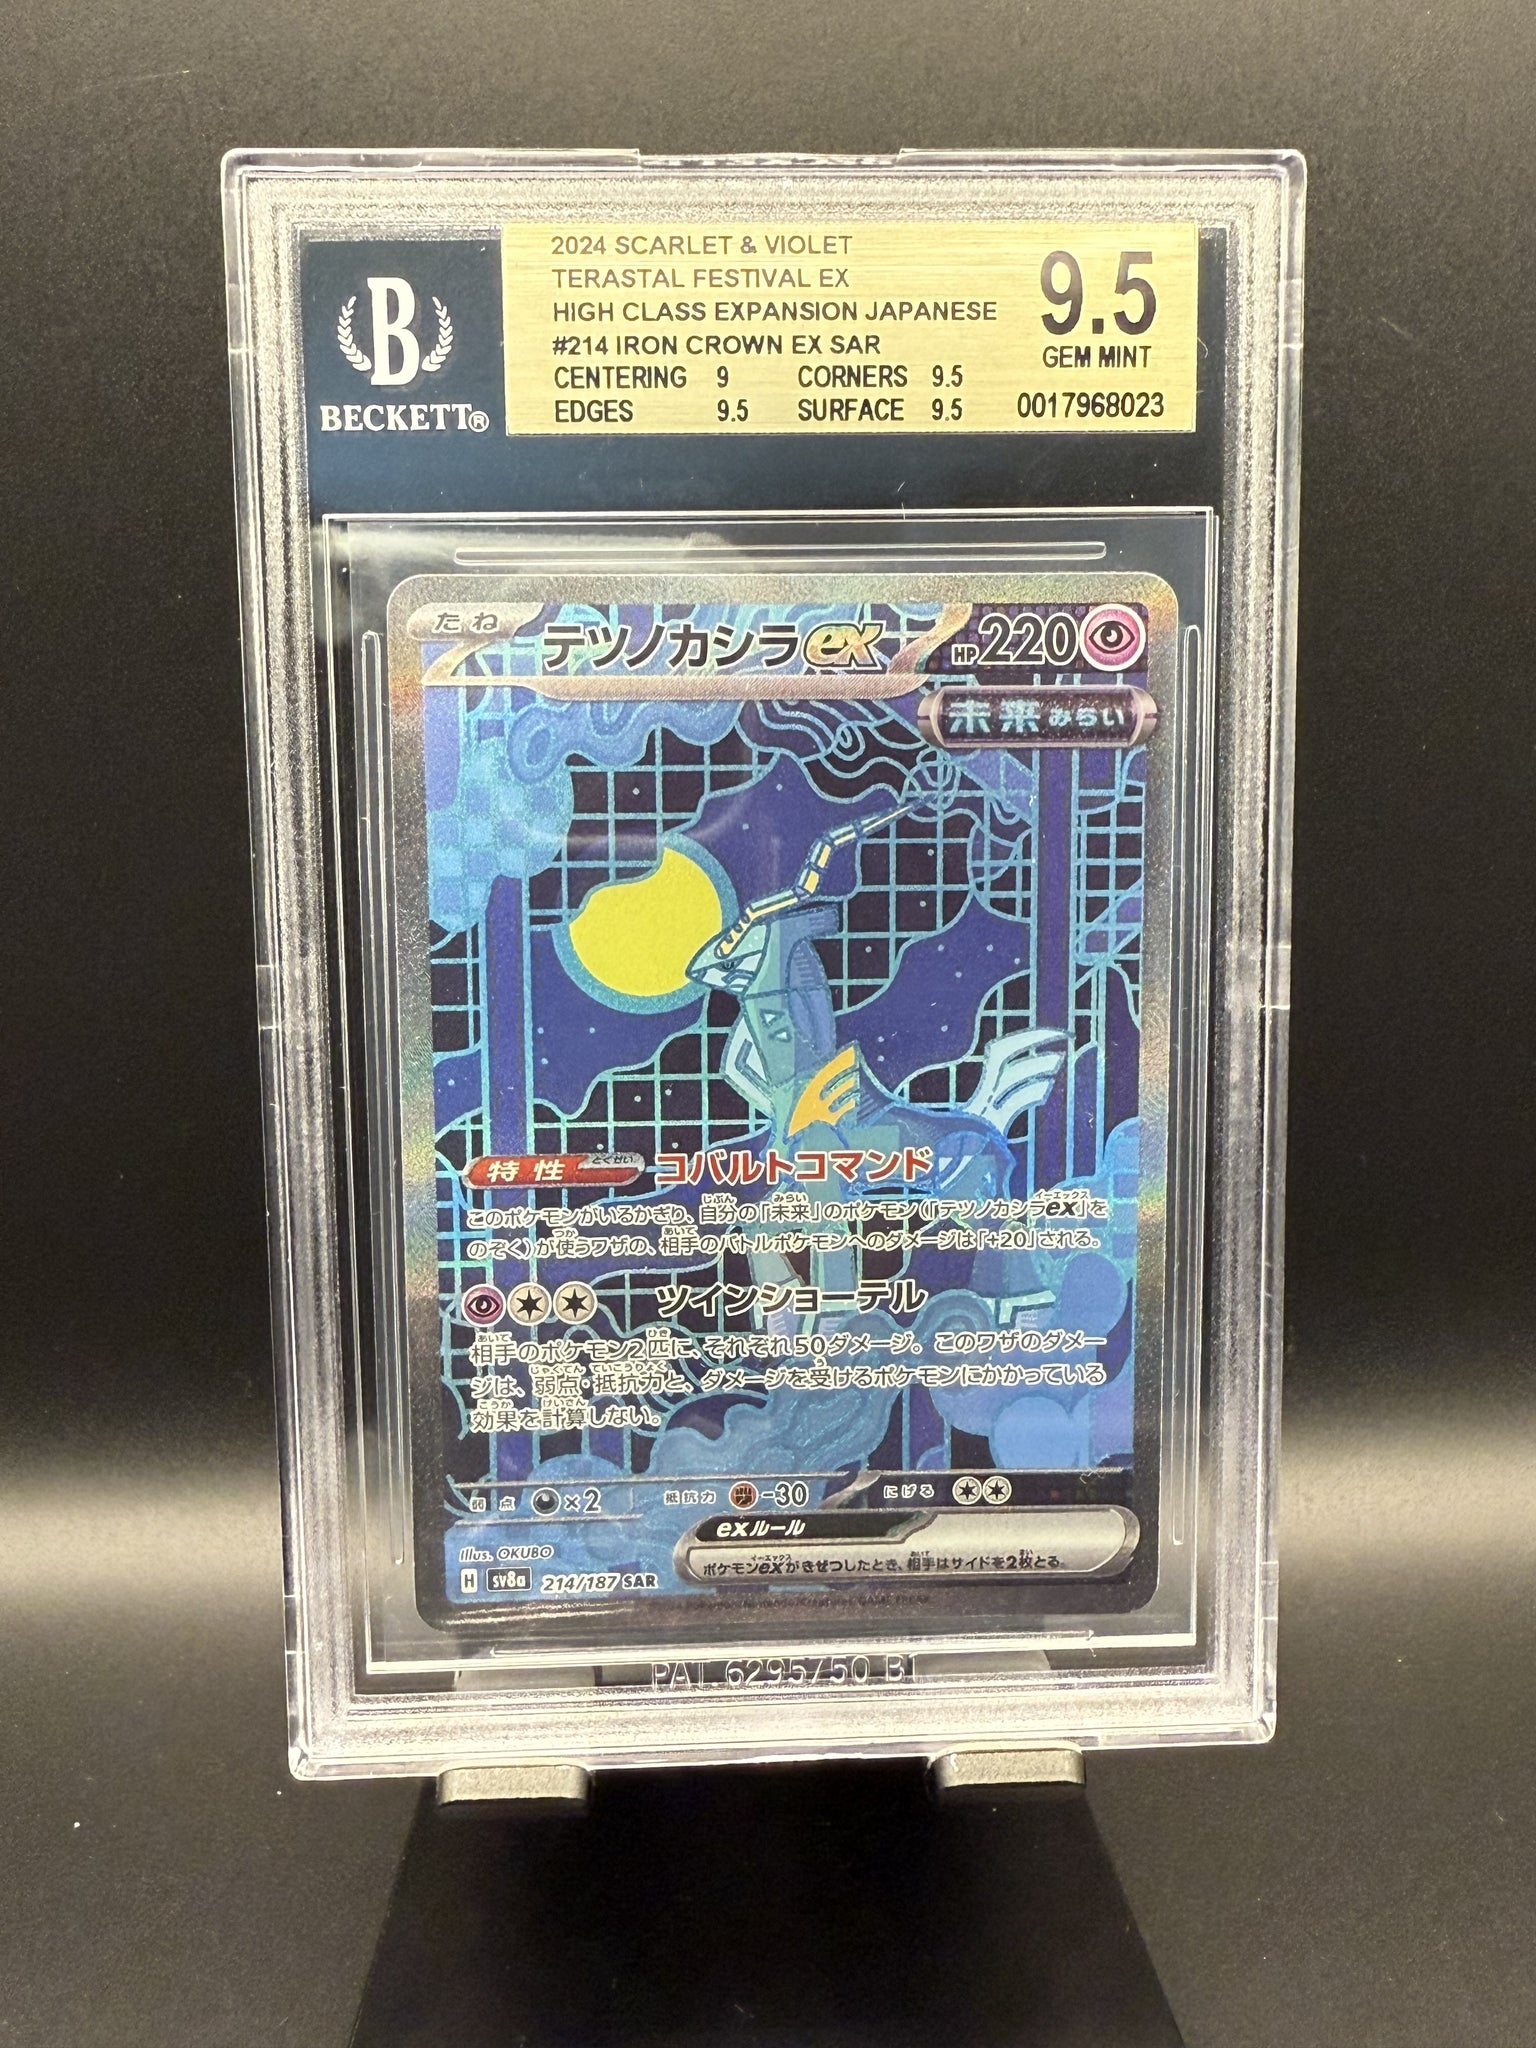 2024 SCARLET & VIOLET
TERASTAL FESTIVAL EX
HIGH CLASS EXPANSION JAPANESE
#214 IRON CROWN EX SAR
CENTERING 9 CORNERS 9.5
EDGES 9.5 SURFACE 9.5
9.5
GEM MINT
0017968023
B
BECKETT®
たね
テツノカシラex HP220
未来 みらい
特性 とくせい コバルトコマンド
このポケモンがいるかぎり、自分の「未来」のポケモン(「テツノカシラex」を
のぞく)が使うワザの、相手のバトルポケモンへのダメージは「+20」される。
ツインショーテル
相手のポケモン2匹に、それぞれ50ダメージ。このワザのダメー
ジは、弱点・抵抗力と、ダメージを受けるポケモンにかかっている
効果を計算しない。
弱点 ×2 抵抗力 -30 にげる
exルール
ポケモンexがきぜつしたとき、相手はサイドを2枚とる。
Illus. OKUBO
H sv8a 214/187 SAR